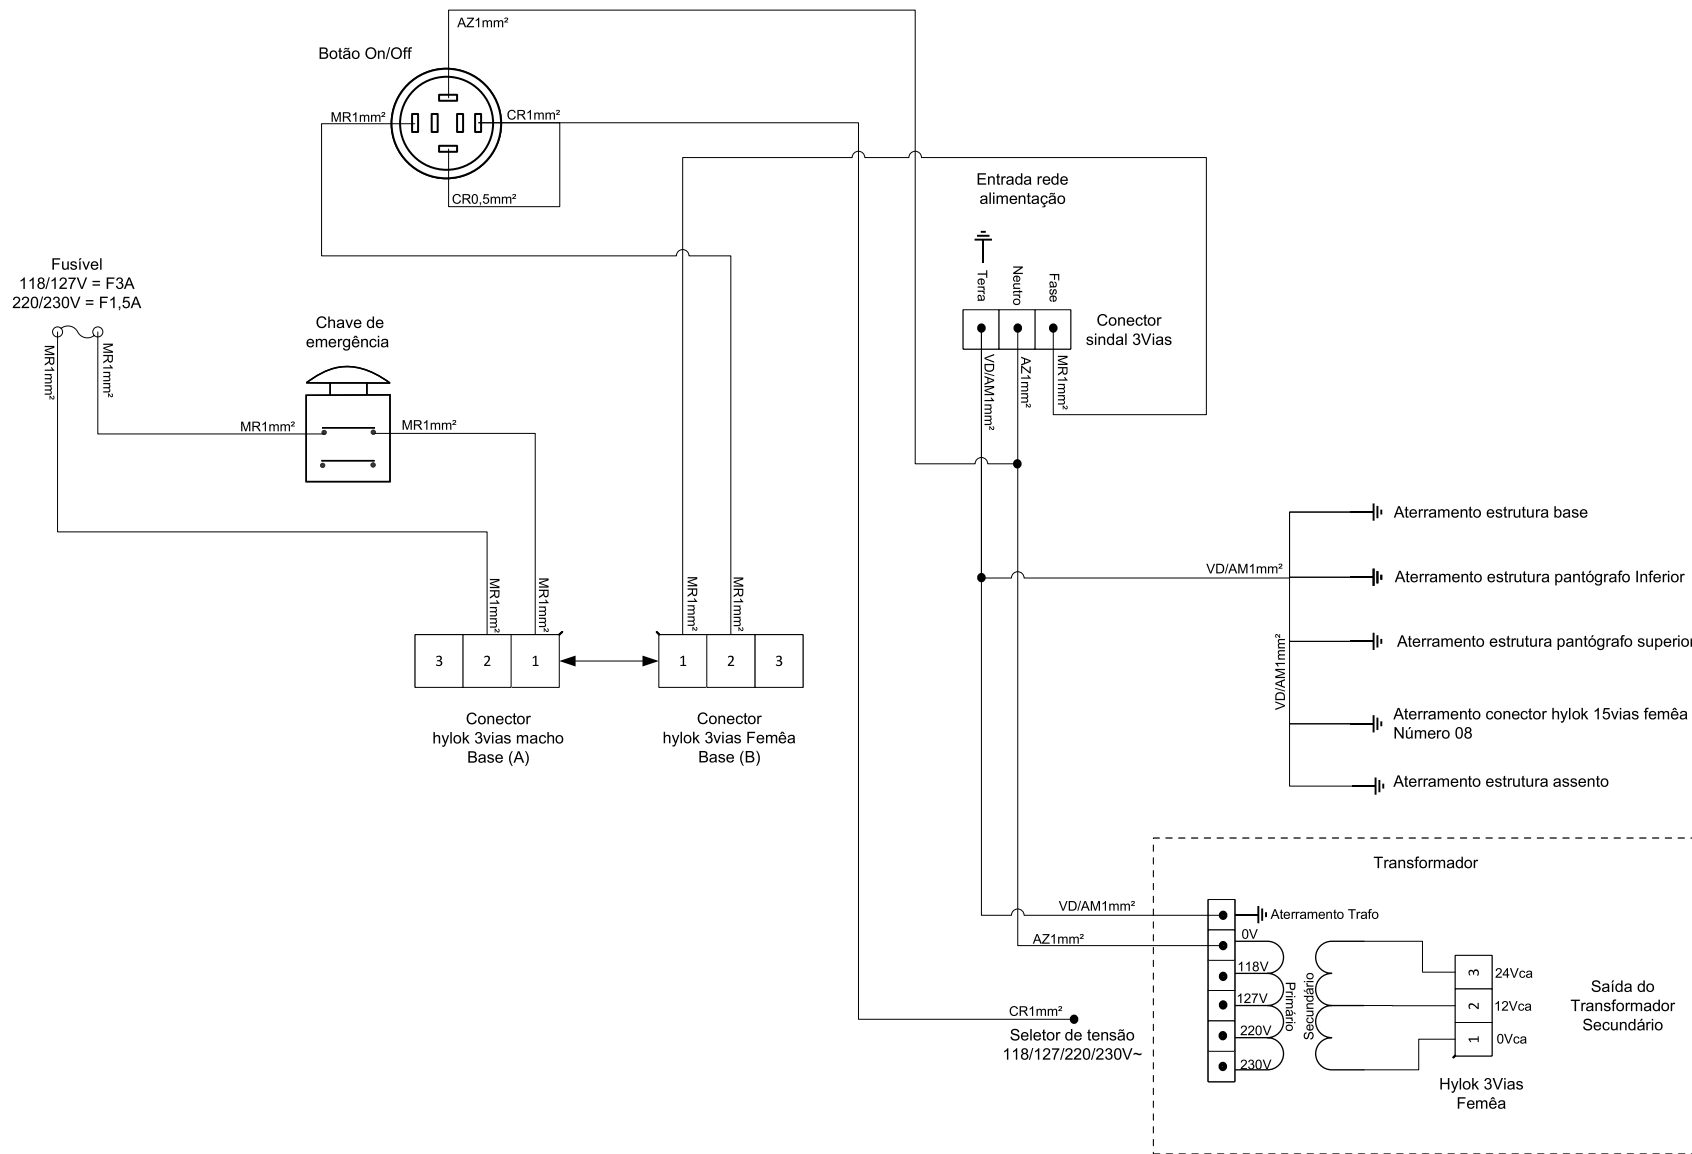 AZ1mm²
Botão On/Off
MR1mm²
CR1mm²
CR0,5mm²
Entrada rede
alimentação
Terra
Neutro
Fase
Conector
sindal 3Vias
VD/AM1mm²
AZ1mm²
MR1mm²
Fusível
118/127V = F3A
220/230V = F1,5A
MR1mm²
MR1mm²
Chave de
emergência
MR1mm²
MR1mm²
MR1mm²
MR1mm²
MR1mm²
MR1mm²
3 2 1
1 2 3
Conector
hylok 3vias macho
Base (A)
Conector
hylok 3vias Femêa
Base (B)
VD/AM1mm²
VD/AM1mm²
Aterramento estrutura base
Aterramento estrutura pantógrafo Inferior
Aterramento estrutura pantógrafo superior
Aterramento conector hylok 15vias femêa
Número 08
Aterramento estrutura assento
Transformador
VD/AM1mm²
Aterramento Trafo
AZ1mm²
0V
118V
127V
220V
230V
Primário
Secundário
3
2
1
24Vca
12Vca
0Vca
Saída do
Transformador
Secundário
Hylok 3Vias
Femêa
CR1mm²
Seletor de tensão
118/127/220/230V~